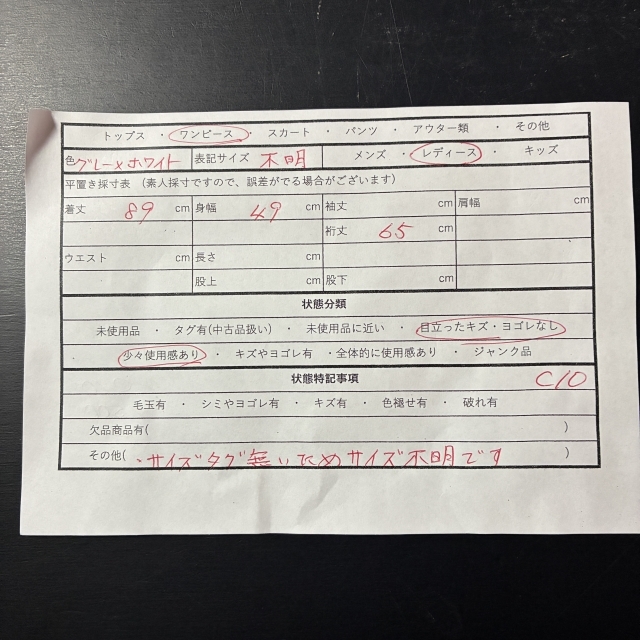 トップス ・ ワンピース ・ スカート ・ パンツ ・ アウター類 ・ その他
色 グレー×ホワイト 表記サイズ 不明 メンズ ・ レディース ・ キッズ
平置き採寸表 (素人採寸ですので、誤差がでる場合がございます)
着丈 89 cm 身幅 49 cm 袖丈 cm 肩幅 cm
裄丈 65 cm
ウエスト cm 長さ cm
股上 cm 股下 cm
状態分類
未使用品 ・ タグ有(中古品扱い) ・ 未使用品に近い ・ 目立ったキズ・ヨゴレなし
少々使用感あり ・ キズやヨゴレ有 ・全体的に使用感あり ・ ジャンク品
状態特記事項 C10
毛玉有 ・ シミやヨゴレ有 ・ キズ有 ・ 色褪せ有 ・ 破れ有
欠品商品有( )
その他( ・サイズタグ無いためサイズ不明です )